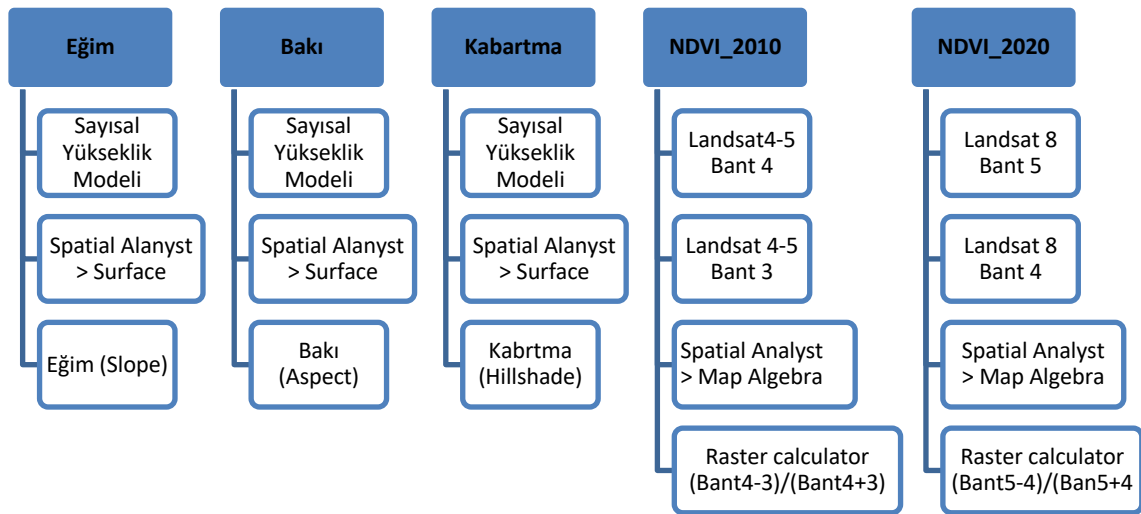 Eğim
Sayısal
Yükseklik
Modeli
Spatial Alanyst
> Surface
Eğim (Slope)
Bakı
Sayısal
Yükseklik
Modeli
Spatial Alanyst
> Surface
Bakı
(Aspect)
Kabartma
Sayısal
Yükseklik
Modeli
Spatial Alanyst
> Surface
Kabrtma
(Hillshade)
NDVI_2010
Landsat4-5
Bant 4
Landsat 4-5
Bant 3
Spatial Analyst
> Map Algebra
Raster calculator
(Bant4-3)/(Bant4+3)
NDVI_2020
Landsat 8
Bant 5
Landsat 8
Bant 4
Spatial Analyst
> Map Algebra
Raster calculator
(Bant5-4)/(Ban5+4